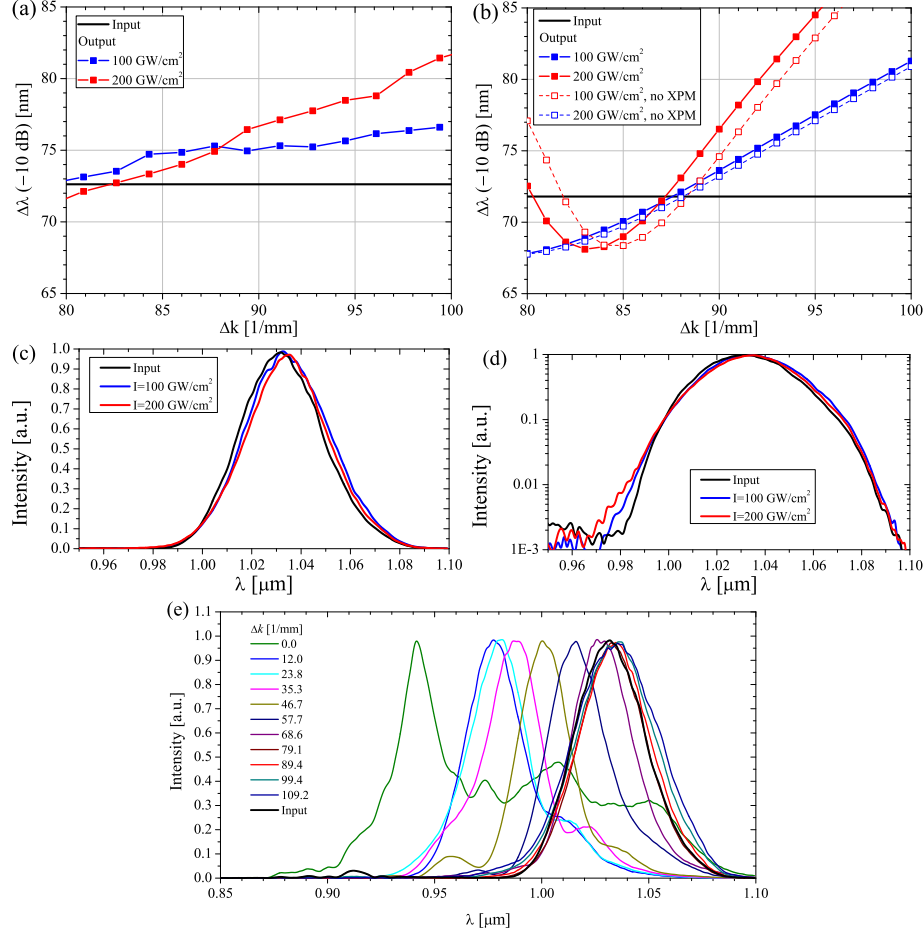 (a)
Input
Output
100 GW/cm²
200 GW/cm²
Δλ (−10 dB) [nm]
85
80
75
70
65
80 85 90 95 100
Δk [1/mm]
(b)
Input
Output
100 GW/cm²
200 GW/cm²
100 GW/cm², no XPM
200 GW/cm², no XPM
Δλ (−10 dB) [nm]
85
80
75
70
65
80 85 90 95 100
Δk [1/mm]
(c)
Input
I=100 GW/cm²
I=200 GW/cm²
Intensity [a.u.]
1.0
0.9
0.8
0.7
0.6
0.5
0.4
0.3
0.2
0.1
0.0
0.96 0.98 1.00 1.02 1.04 1.06 1.08 1.10
λ [μm]
(d)
Input
I=100 GW/cm²
I=200 GW/cm²
Intensity [a.u.]
1
0.1
0.01
1E-3
0.96 0.98 1.00 1.02 1.04 1.06 1.08 1.10
λ [μm]
(e)
Δk [1/mm]
0.0
12.0
23.8
35.3
46.7
57.7
68.6
79.1
89.4
99.4
109.2
Input
Intensity [a.u.]
1.1
1.0
0.9
0.8
0.7
0.6
0.5
0.4
0.3
0.2
0.1
0.0
0.85 0.90 0.95 1.00 1.05 1.10
λ [μm]